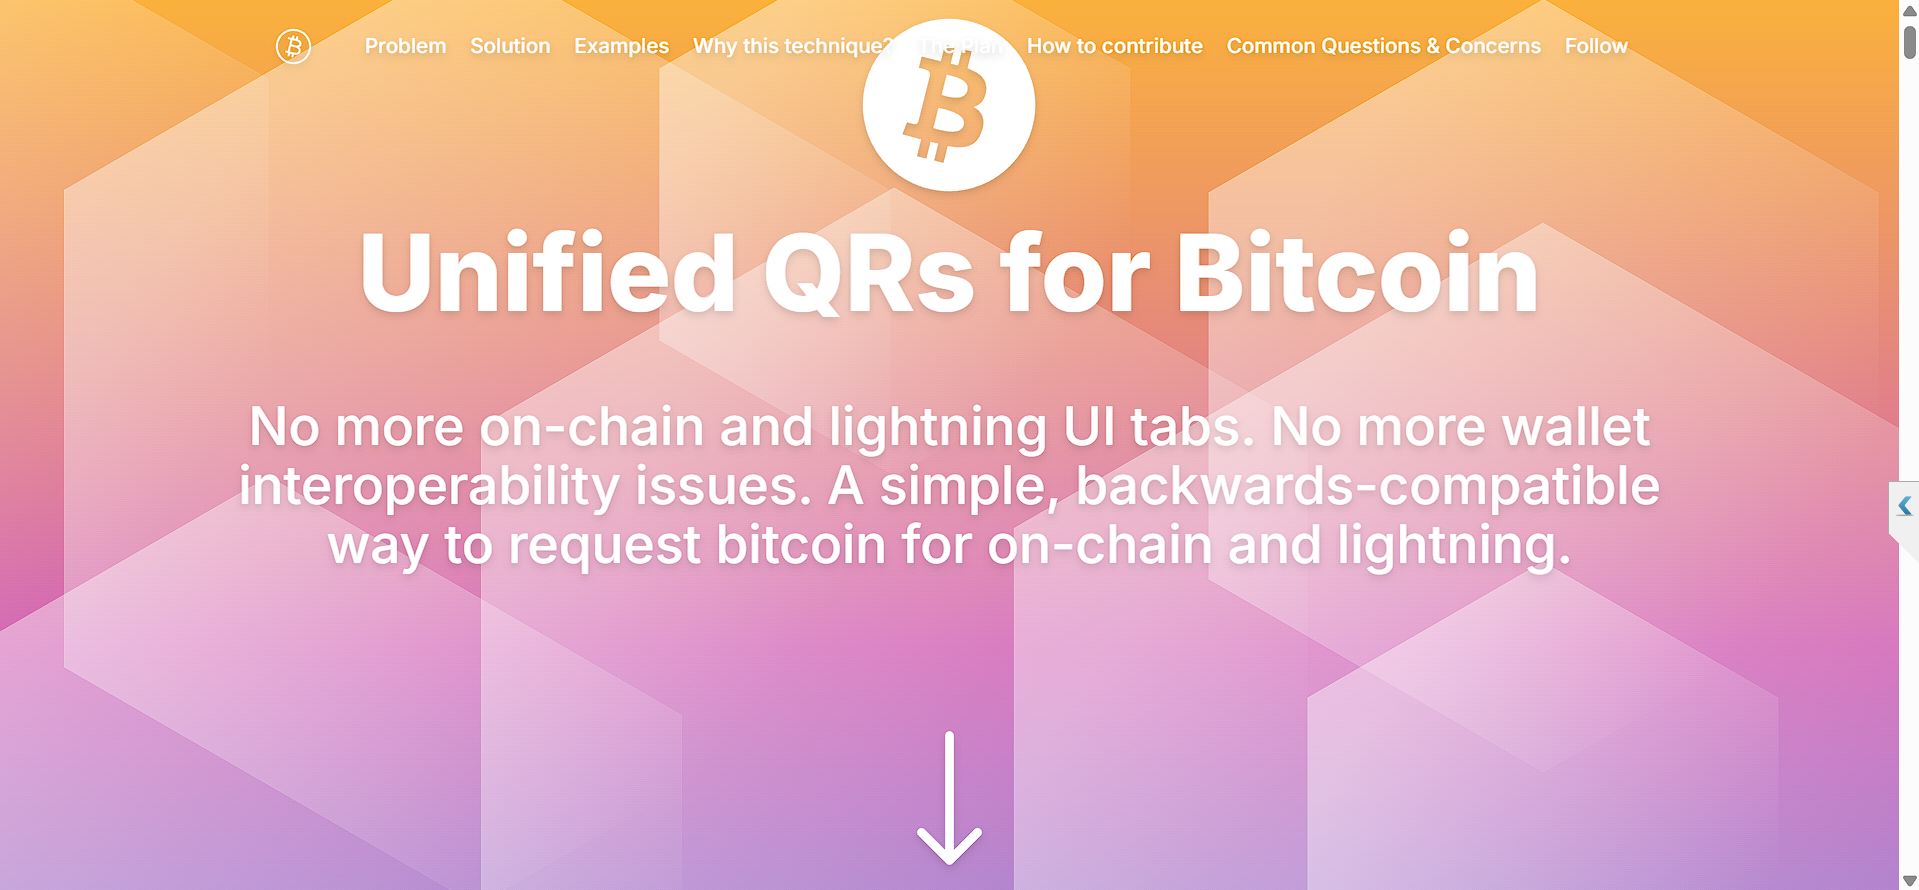 Problem Solution Examples Why this technique? The Plan How to contribute Common Questions & Concerns Follow
Unified QRs for Bitcoin
No more on-chain and lightning UI tabs. No more wallet
interoperability issues. A simple, backwards-compatible
way to request bitcoin for on-chain and lightning.